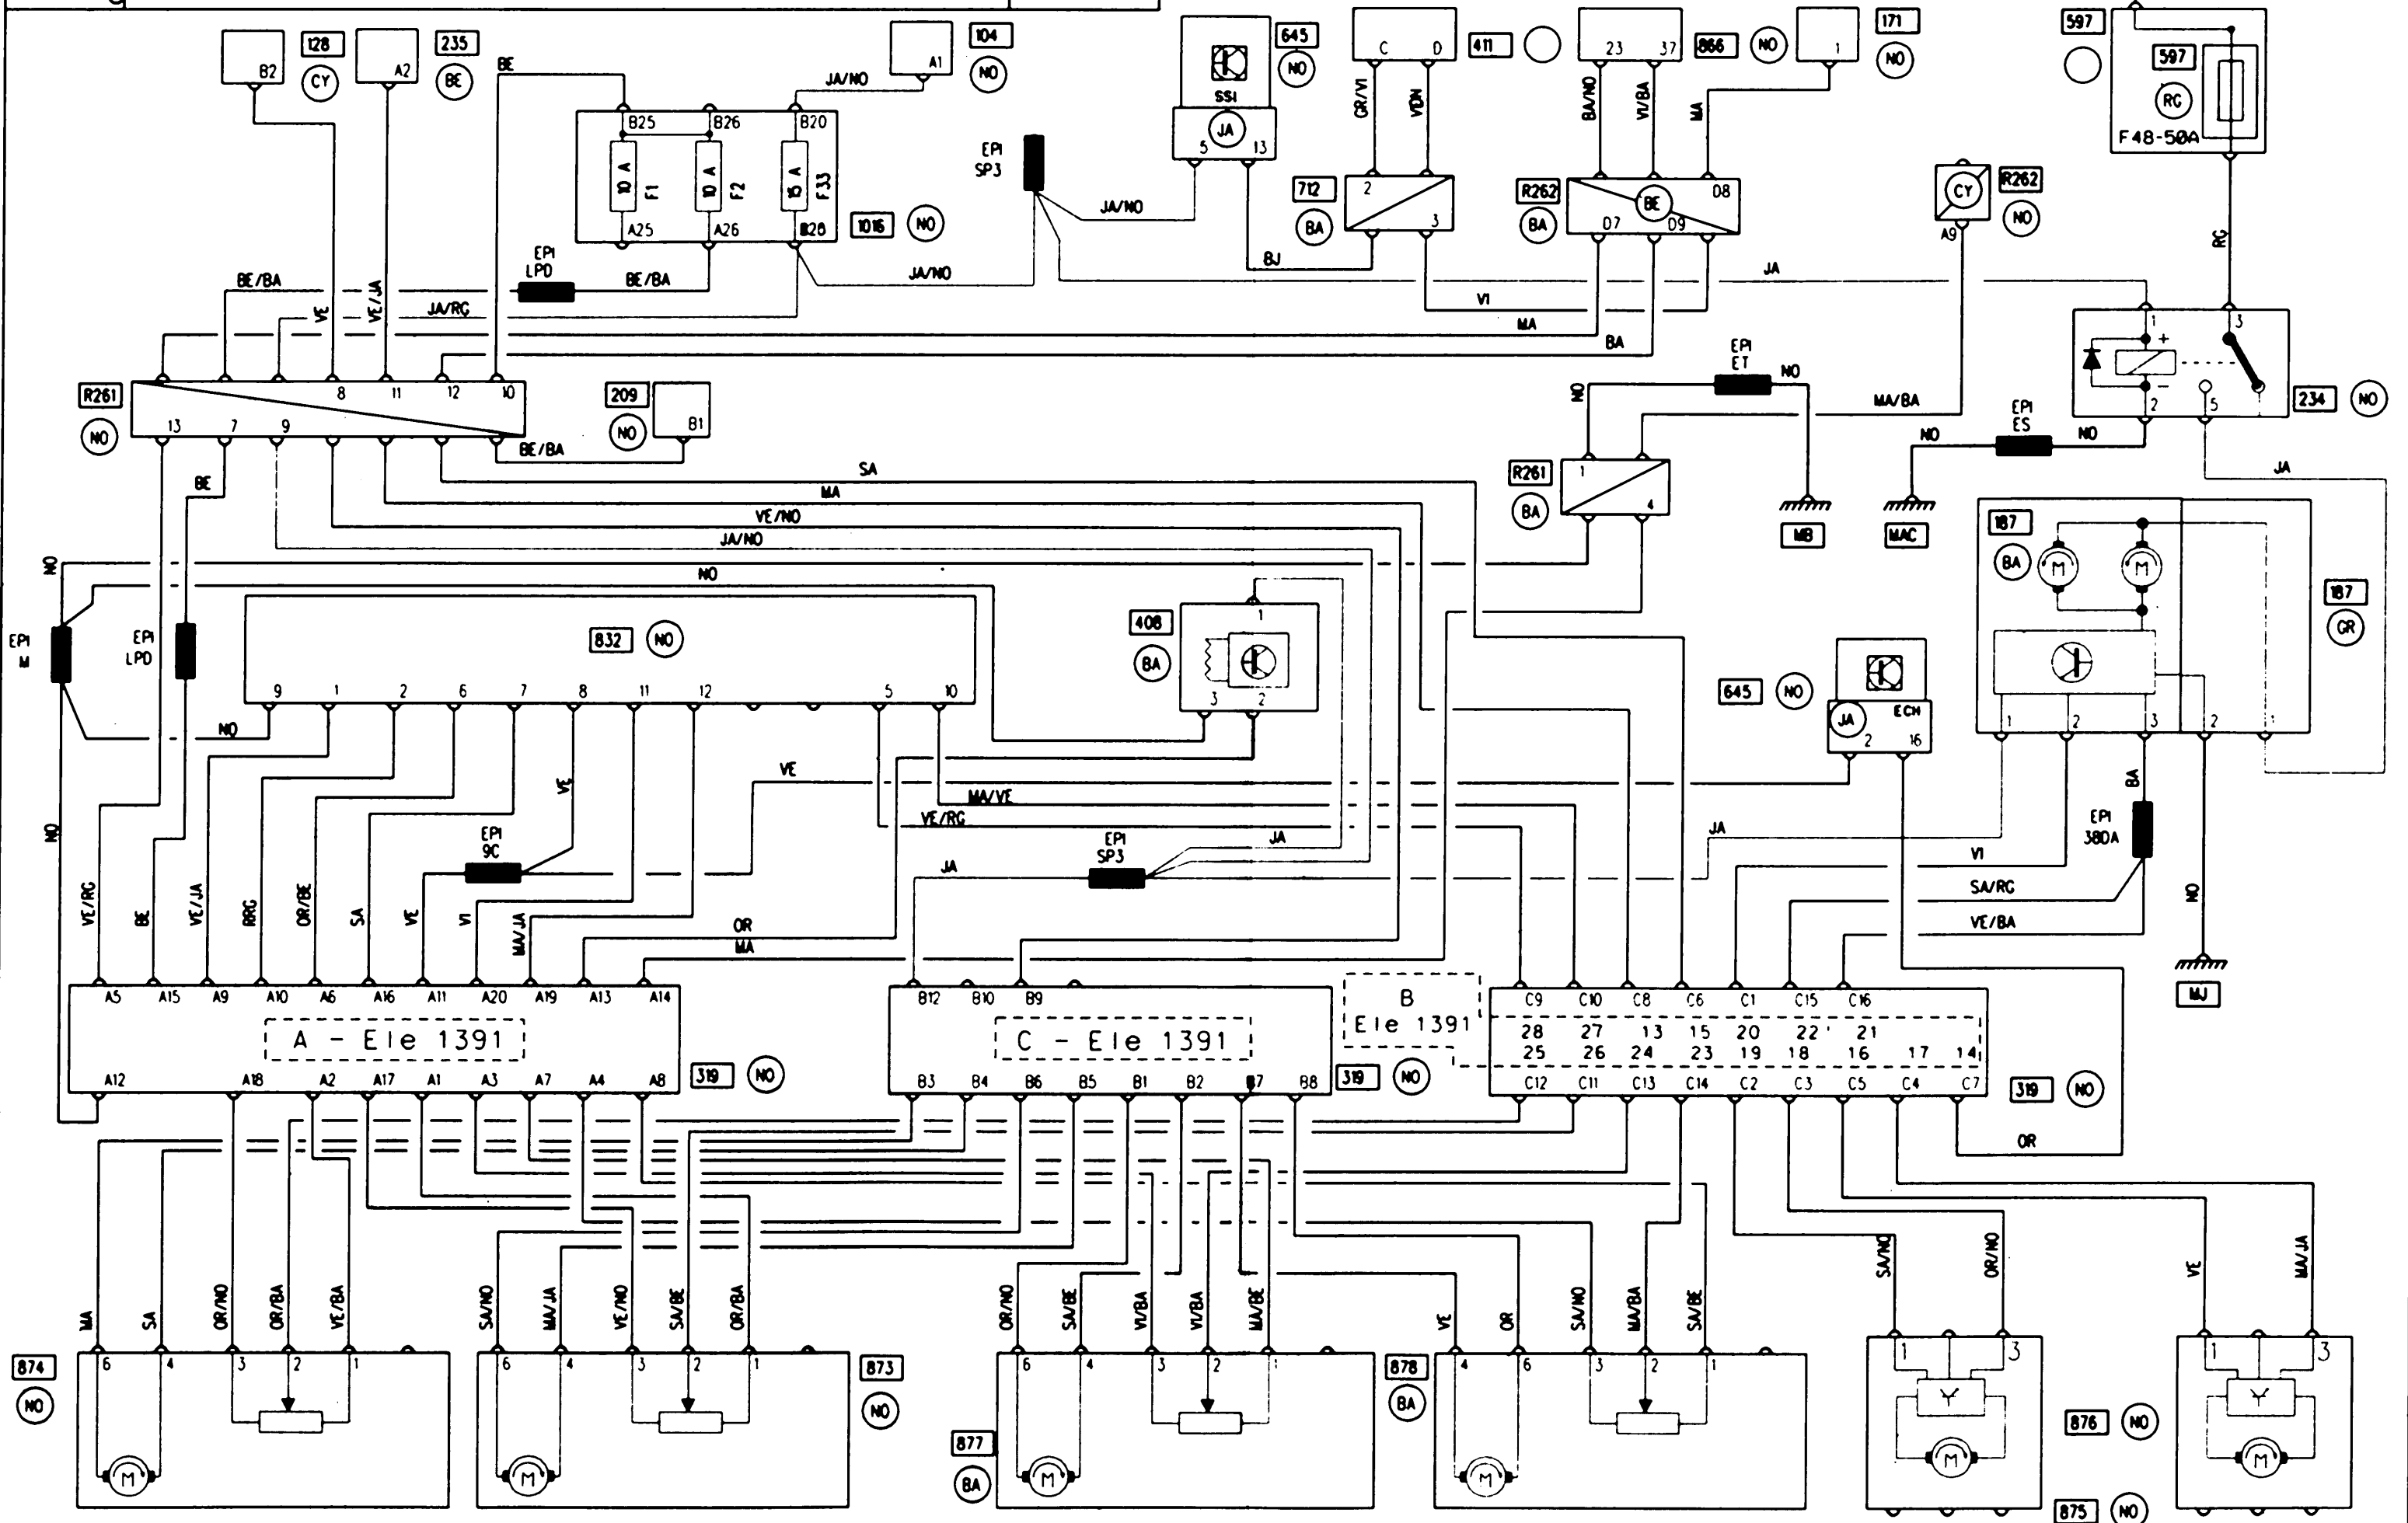 128
CY
B2
235
BE
A2
BE
104
NO
A1
JA/NO
645
NO
SSI
JA
5 13
C D
411
23 37
866
NO
171
NO
1
597
597
RG
F48-50A
B25 B26 B20
10 A F1
10 A F2
15 A F33
A25 A26
1016
NO
EPI
SP3
JA/NO
JA/NO
BJ
GR/VI
712
BA
2
3
BA/NO
VI/BA
MA
R262
BA
BE
D8
D7 D9
R262
NO
CY
A9
RG
VE
VE/JA
BE/BA
EPI
LPD
BE/BA
JA/RG
JA
VI
MA
BA
R261
NO
8 11 12 10
13 7 9
209
NO
B1
BE/BA
EPI
ET
NO
NO
MA/BA
1 3
+
-
2 5
234
NO
EPI
ES
NO
NO
JA
R261
BA
1
4
MB
MAC
BE
SA
MA
VE/NO
JA/NO
NO
NO
EPI
M
EPI
LPD
832
NO
9 1 2 6 7 8 11 12 5 10
NO
408
BA
1
3 2
187
BA
M M
187
GR
1 2 3 2 1
645
NO
JA
ECH
2 16
VE
VE
MA/VE
VE/RG
EPI
9C
EPI
SP3
JA
JA
JA
BA
EPI
38DA
VI
SA/RG
VE/BA
NO
MJ
NO
VE/RG
BE
VE/JA
RRG
OR/BE
SA
VE
VI
MA/JA
OR
MA
A5 A15 A9 A10 A6 A16 A11 A20 A19 A13 A14
A - Ele 1391
A12 A18 A2 A17 A1 A3 A7 A4 A8
319
NO
B12 B10 B9
C - Ele 1391
B3 B4 B6 B5 B1 B2 B7 B8
319
NO
B
Ele 1391
C9 C10 C8 C6 C1 C15 C16
28 27 13 15 20 22 21
25 26 24 23 19 18 16 17 14
C12 C11 C13 C14 C2 C3 C5 C4 C7
319
NO
OR
MA
SA
OR/NO
OR/BA
VE/BA
SA/NO
MA/JA
VE/NO
SA/BE
OR/BA
OR/NO
SA/BE
VI/BA
VI/BA
MA/BE
VE
OR
SA/NO
MA/BA
SA/BE
SA/NO
OR/NO
VE
MA/JA
874
NO
6 4 3 2 1
M
6 4 3 2 1
M
873
NO
877
BA
6 4 3 2 1
M
878
BA
4 6 3 2 1
M
1 3
M
876
NO
875
NO
1 3
M